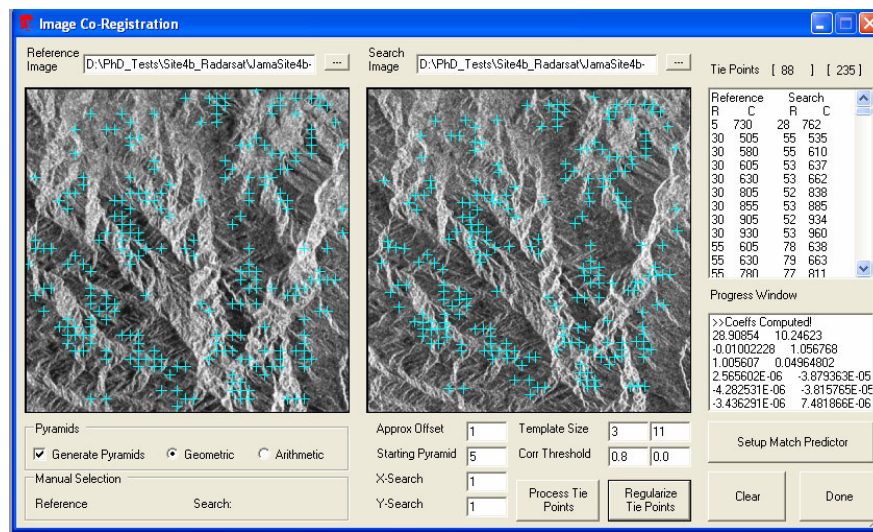 Image Co-Registration
Reference Image D:\PhD_Tests\Site4b_Radarsat\JamaSite4b- ...
Search Image D:\PhD_Tests\Site4b_Radarsat\JamaSite4b- ...
Tie Points [ 88 ] [ 235 ]
Reference Search
R C R C
5 730 28 762
30 505 55 535
30 580 55 610
30 605 53 637
30 630 53 662
30 805 52 838
30 855 53 885
30 905 52 934
30 930 53 960
55 605 78 638
55 630 79 663
55 780 77 811
Progress Window
>>Coeffs Computed!
28.90854 10.24623
-0.01002228 1.056768
1.005607 0.04964802
2.565602E-06 -3.879363E-05
-4.282531E-06 -3.815765E-05
-3.436291E-06 7.481866E-06
Pyramids
Generate Pyramids Geometric Arithmetic
Manual Selection
Reference Search:
Approx Offset 1
Starting Pyramid 5
X-Search 1
Y-Search 1
Template Size 3 11
Corr Threshold 0.8 0.0
Process Tie Points
Regularize Tie Points
Setup Match Predictor
Clear
Done